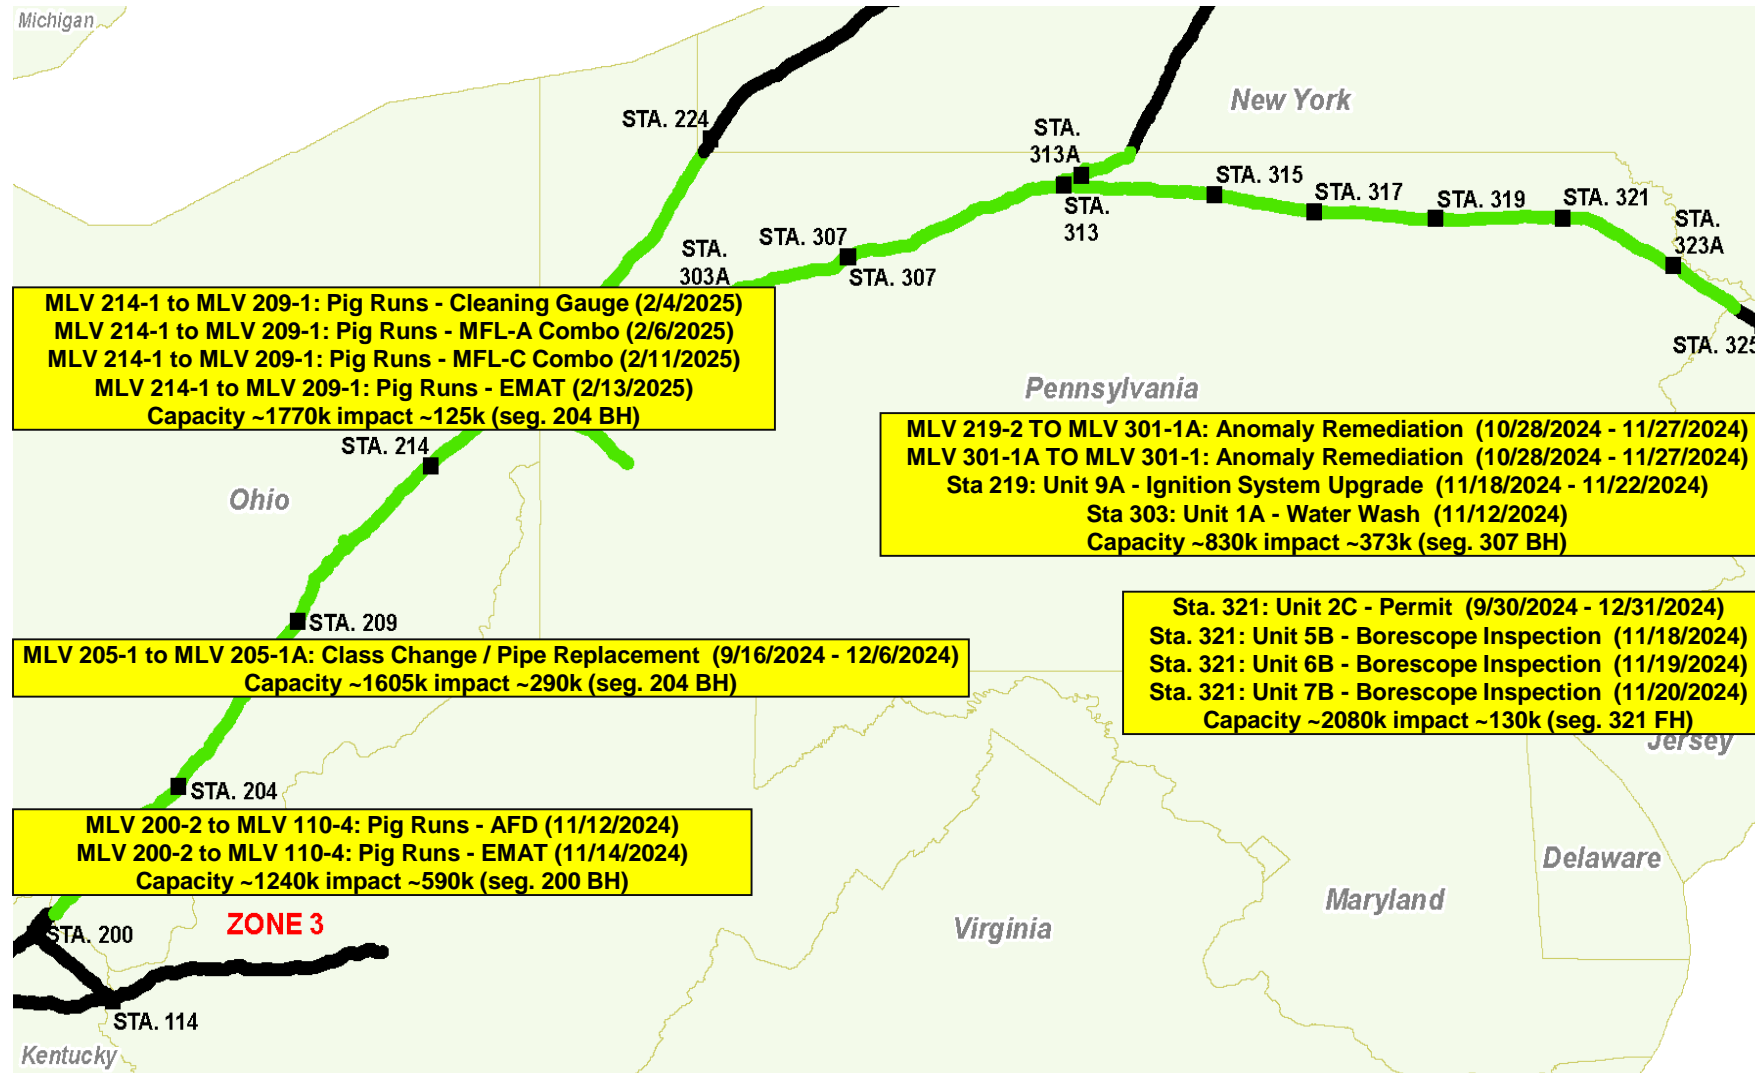 Michigan
New York
STA. 224
STA.
313A
STA. 315
STA. 317
STA. 319
STA. 321
STA.
313
STA.
323A
STA. 307
STA.
303A
STA. 307
MLV 214-1 to MLV 209-1: Pig Runs - Cleaning Gauge (2/4/2025)
MLV 214-1 to MLV 209-1: Pig Runs - MFL-A Combo (2/6/2025)
MLV 214-1 to MLV 209-1: Pig Runs - MFL-C Combo (2/11/2025)
MLV 214-1 to MLV 209-1: Pig Runs - EMAT (2/13/2025)
Capacity ~1770k impact ~125k (seg. 204 BH)
STA. 325
Pennsylvania
MLV 219-2 TO MLV 301-1A: Anomaly Remediation (10/28/2024 - 11/27/2024)
MLV 301-1A TO MLV 301-1: Anomaly Remediation (10/28/2024 - 11/27/2024)
Sta 219: Unit 9A - Ignition System Upgrade (11/18/2024 - 11/22/2024)
Sta 303: Unit 1A - Water Wash (11/12/2024)
Capacity ~830k impact ~373k (seg. 307 BH)
STA. 214
Ohio
Sta. 321: Unit 2C - Permit (9/30/2024 - 12/31/2024)
Sta. 321: Unit 5B - Borescope Inspection (11/18/2024)
Sta. 321: Unit 6B - Borescope Inspection (11/19/2024)
Sta. 321: Unit 7B - Borescope Inspection (11/20/2024)
Capacity ~2080k impact ~130k (seg. 321 FH)
Jersey
STA. 209
MLV 205-1 to MLV 205-1A: Class Change / Pipe Replacement (9/16/2024 - 12/6/2024)
Capacity ~1605k impact ~290k (seg. 204 BH)
STA. 204
MLV 200-2 to MLV 110-4: Pig Runs - AFD (11/12/2024)
MLV 200-2 to MLV 110-4: Pig Runs - EMAT (11/14/2024)
Capacity ~1240k impact ~590k (seg. 200 BH)
Delaware
Maryland
Virginia
ZONE 3
STA. 200
STA. 114
Kentucky